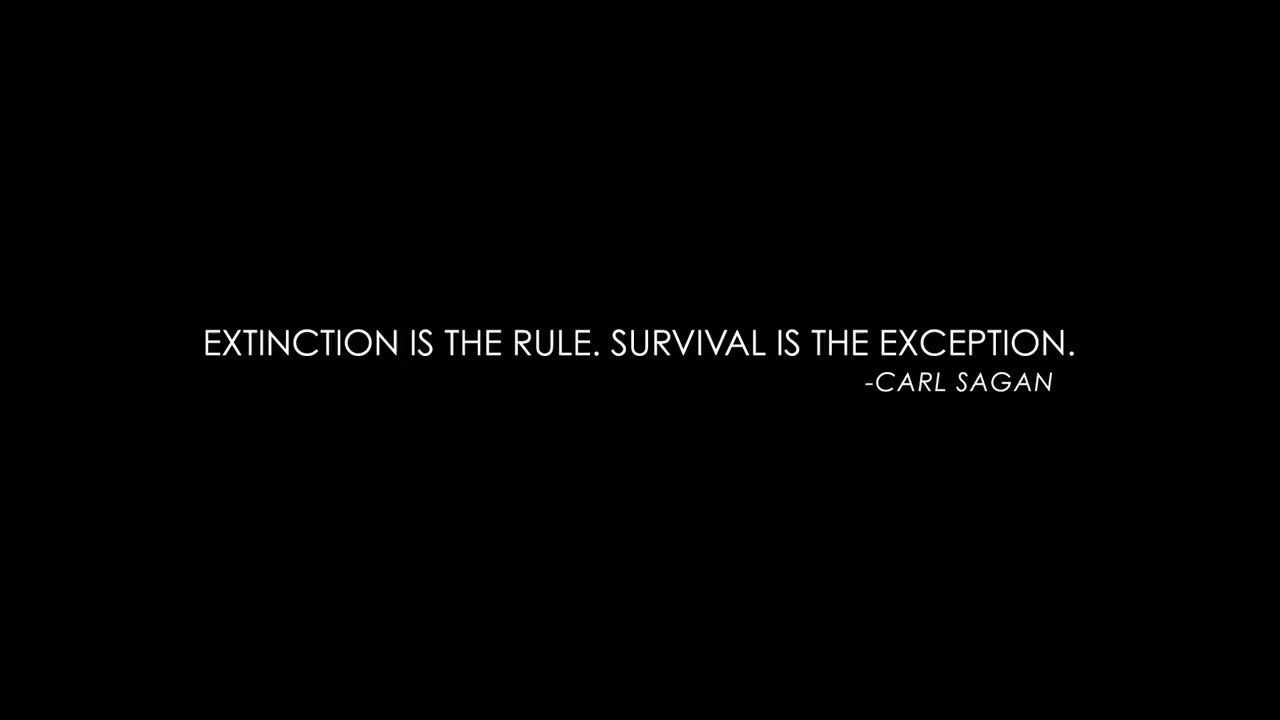 EXTINCTION IS THE RULE. SURVIVAL IS THE EXCEPTION.
-CARL SAGAN